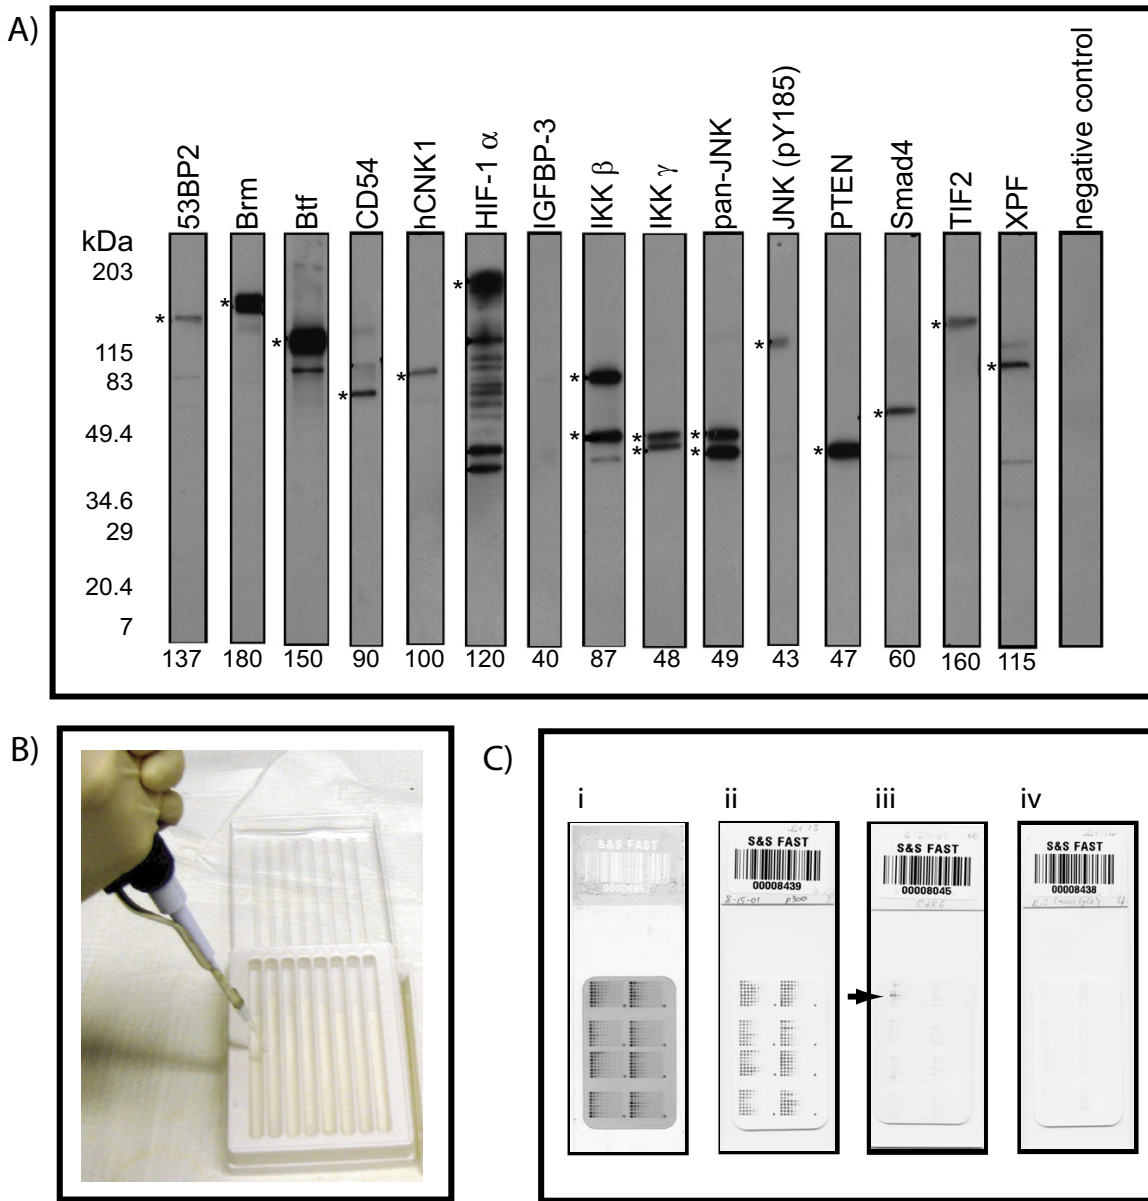 A)
53BP2
Brm
Btf
CD54
hCNK1
HIF-1 α
IGFBP-3
IKK β
IKK γ
pan-JNK
JNK (pY185)
PTEN
Smad4
TIF2
XPF
negative control
kDa
203
115
83
49.4
34.6
29
20.4
7
* * * * * * * * * * * * * * * * *
137 180 150 90 100 120 40 87 48 49 43 47 60 160 115
B)
C)
i ii iii iv
S&S FAST
S&S FAST
00008439
8-15-01 p300
S&S FAST
00008045
S&S FAST
00008438
4